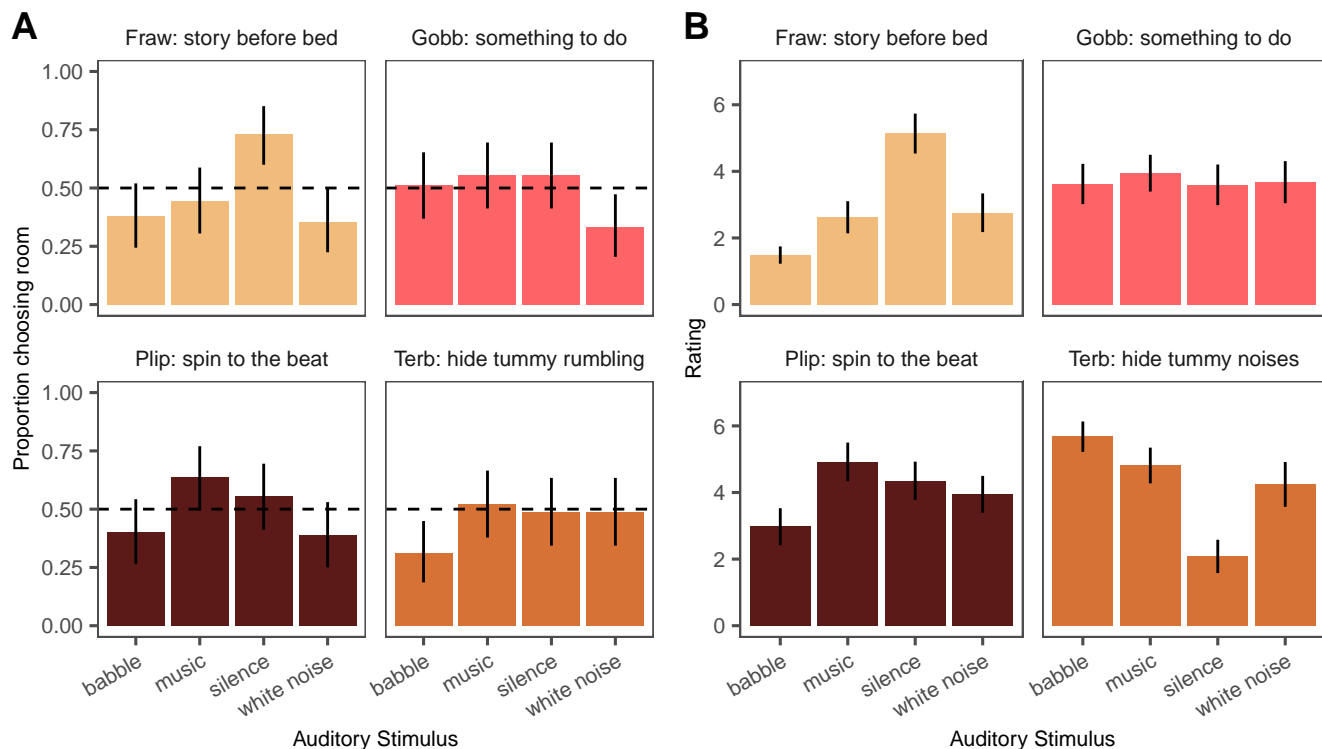 A
Fraw: story before bed
Gobb: something to do
1.00
0.75
0.50
0.25
0.00
Plip: spin to the beat
Terb: hide tummy rumbling
1.00
0.75
0.50
0.25
0.00
Proportion choosing room
babble
music
silence
white noise
babble
music
silence
white noise
Auditory Stimulus
B
Fraw: story before bed
Gobb: something to do
6
4
2
0
Plip: spin to the beat
Terb: hide tummy noises
6
4
2
0
Rating
babble
music
silence
white noise
babble
music
silence
white noise
Auditory Stimulus